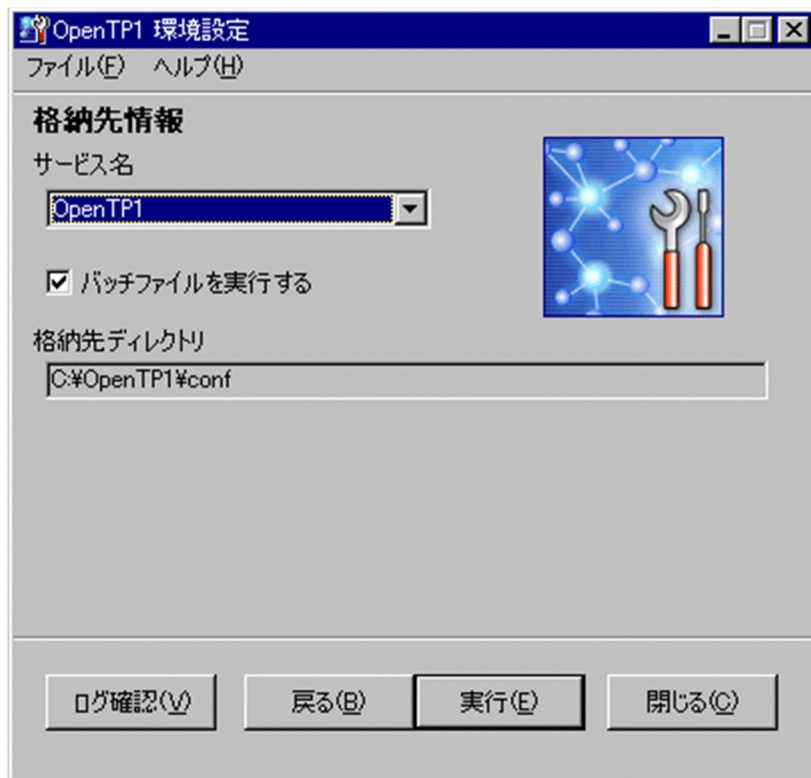 OpenTP1 環境設定
ファイル(F) ヘルプ(H)
格納先情報
サービス名
OpenTP1
バッチファイルを実行する
格納先ディレクトリ
C:¥OpenTP1¥conf
ログ確認(V) 戻る(B) 実行(E) 閉じる(C)